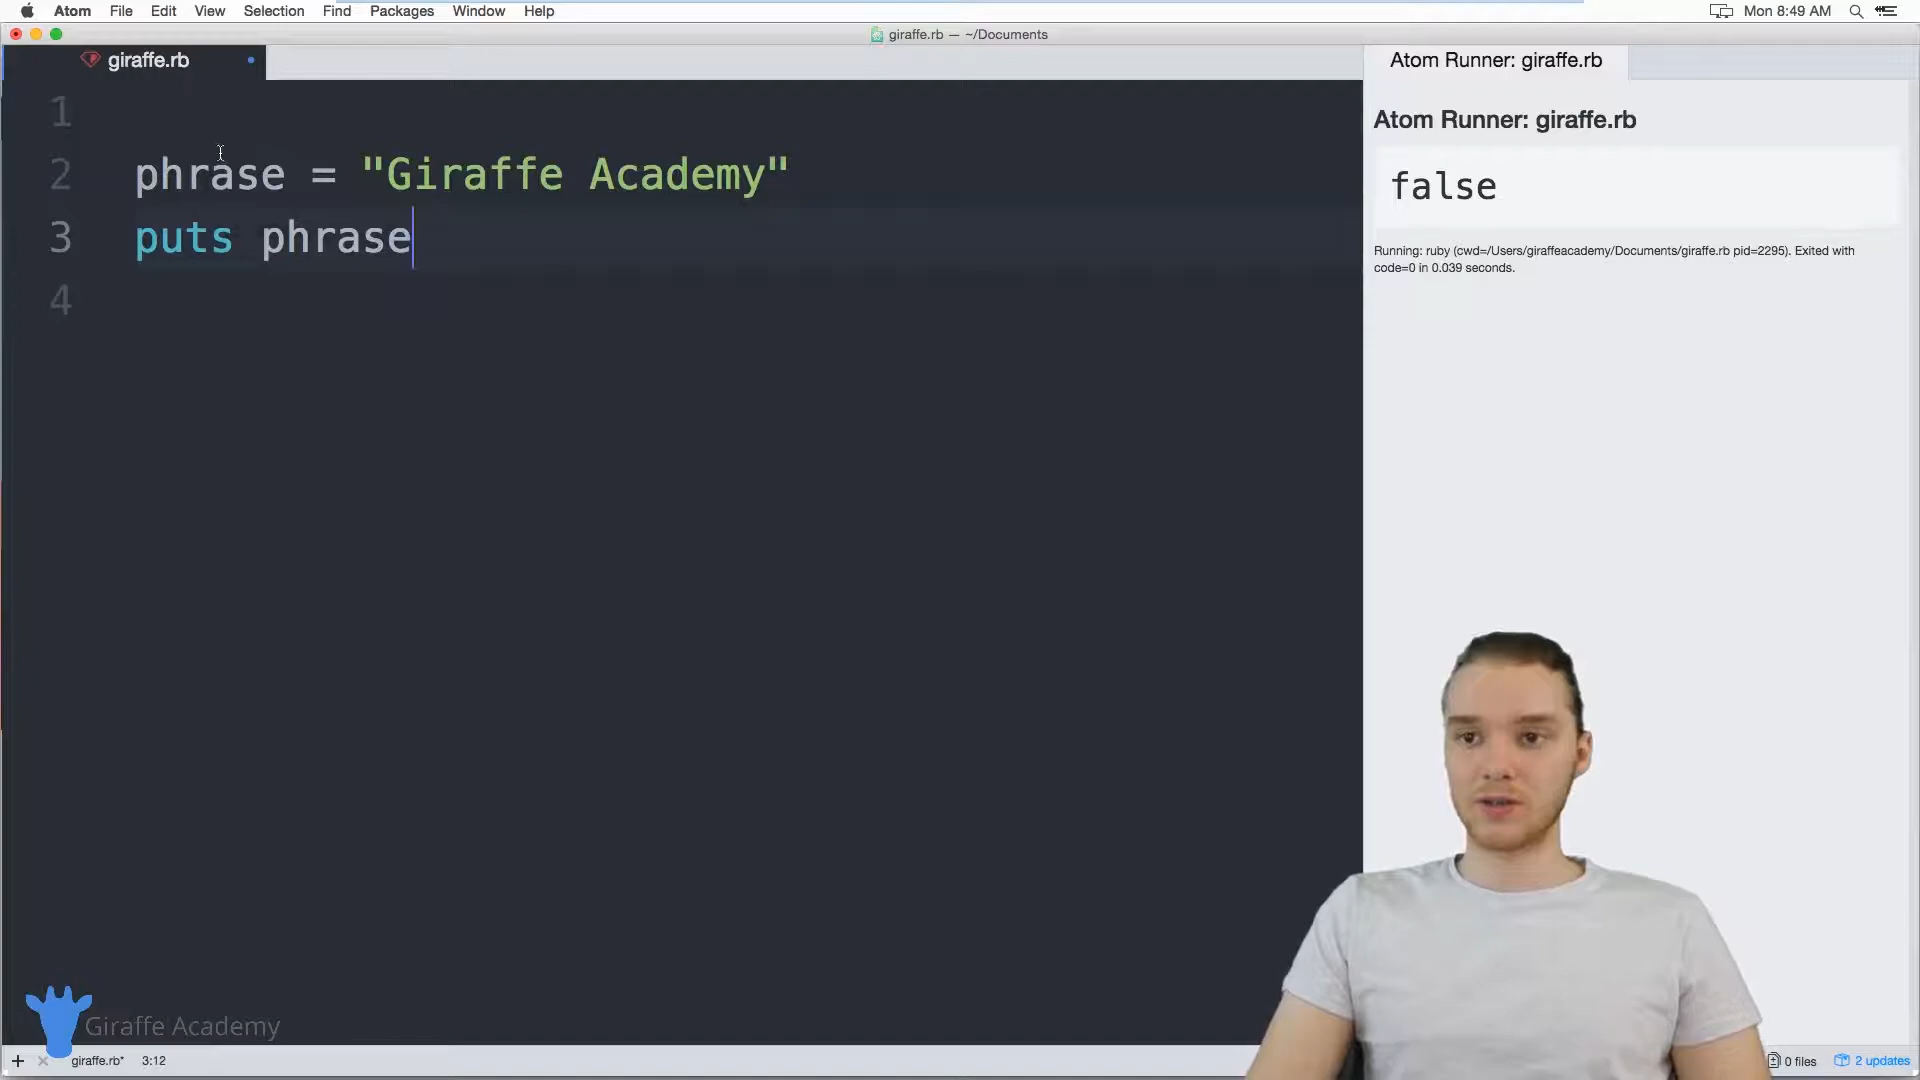 Atom File Edit View Selection Find Packages Window Help Mon 8:49 AM
giraffe.rb — ~/Documents
giraffe.rb
Atom Runner: giraffe.rb
1
2 phrase = "Giraffe Academy"
3 puts phrase
4
Atom Runner: giraffe.rb
false
Running: ruby (cwd=/Users/giraffeacademy/Documents/giraffe.rb pid=2295). Exited with
code=0 in 0.039 seconds.
Giraffe Academy
giraffe.rb* 3:12 0 files 2 updates